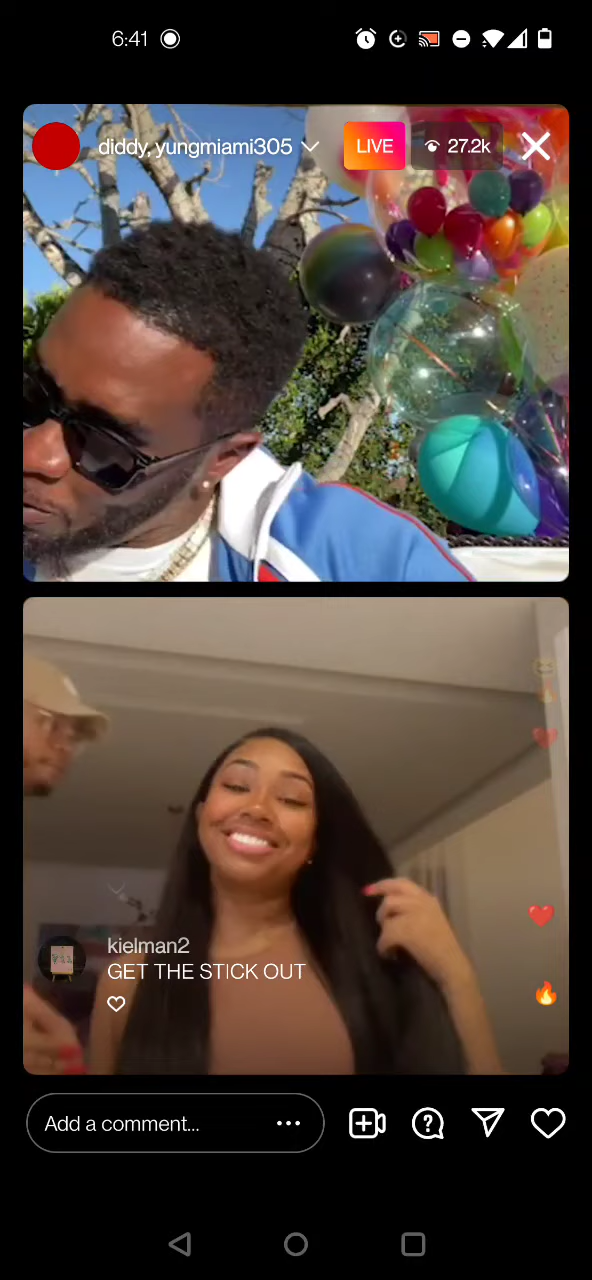 6:41
diddy, yungmiami305
LIVE
27.2k
kielman2
GET THE STICK OUT
Add a comment...